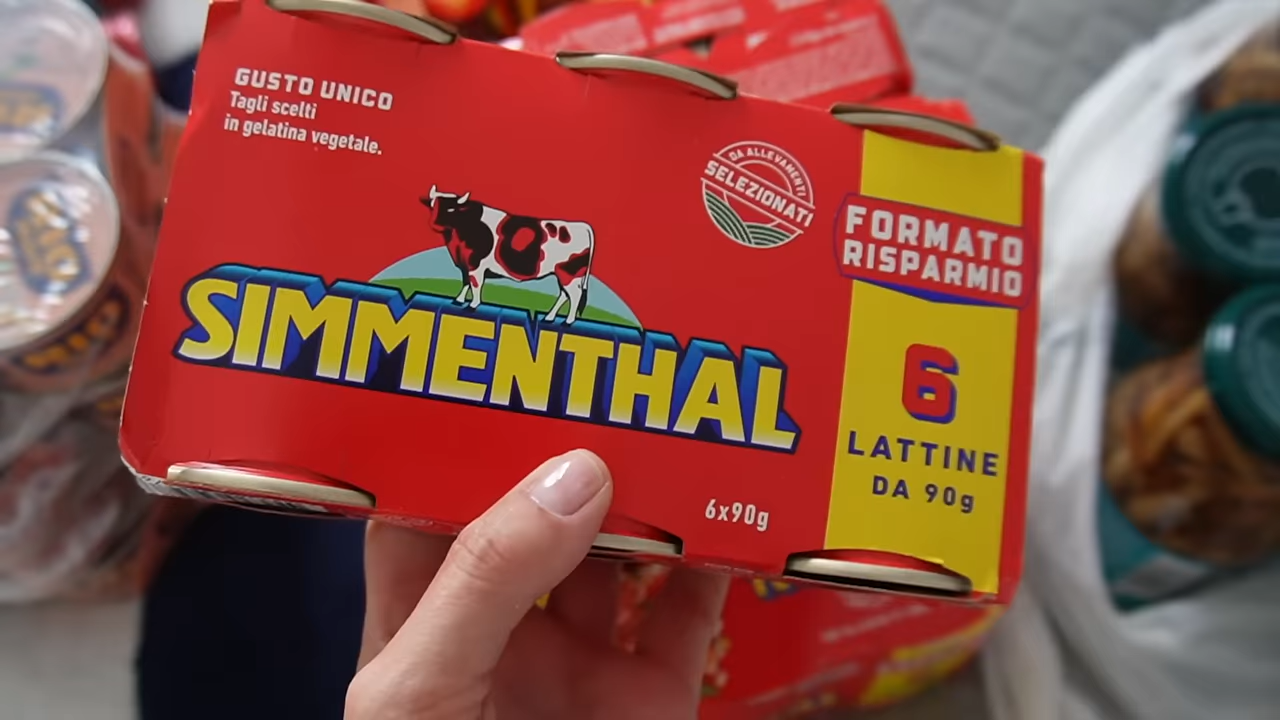 GUSTO UNICO
Tagli scelti
in gelatina vegetale.
DA ALLEVAMENTI
SELEZIONATI
FORMATO
RISPARMIO
SIMMENTHAL
6
LATTINE
DA 90g
6x90g